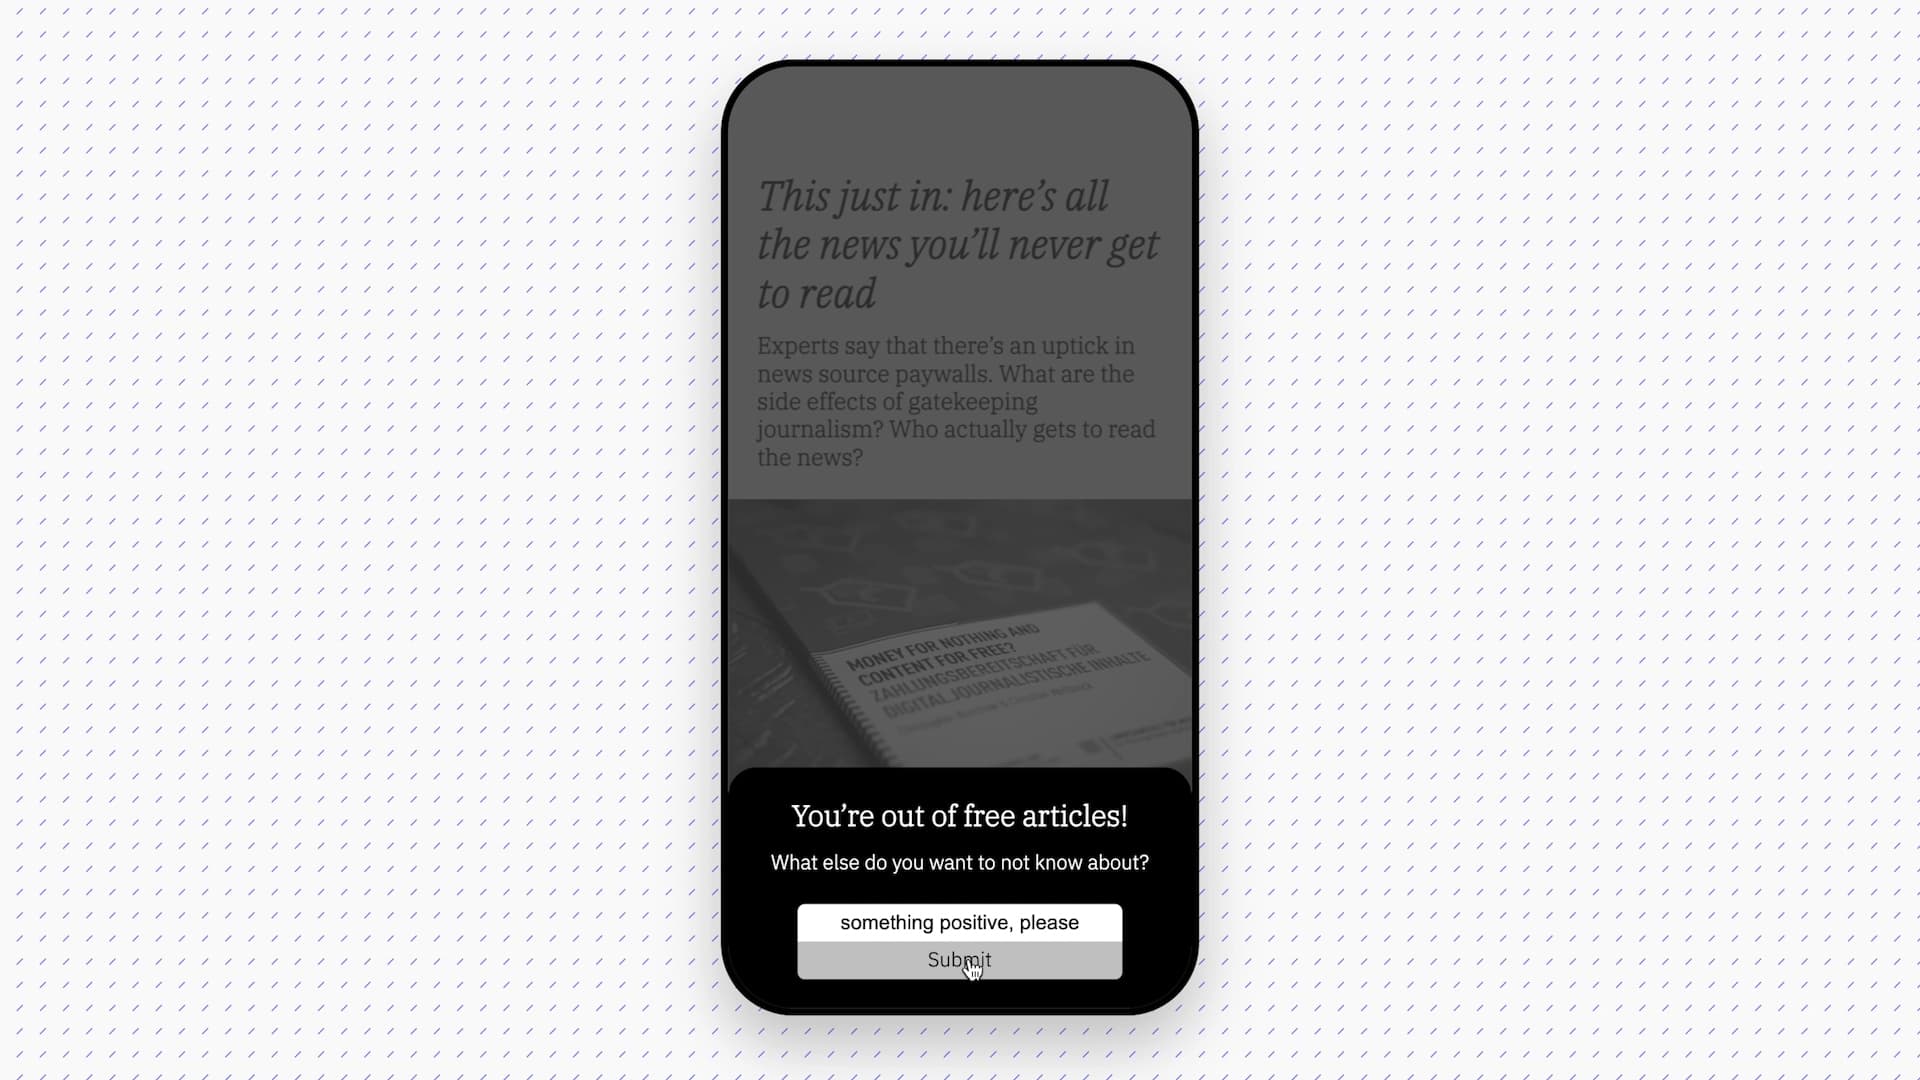 This just in: here’s all
the news you’ll never get
to read
Experts say that there’s an uptick in
news source paywalls. What are the
side effects of gatekeeping
journalism? Who actually gets to read
the news?
MONEY FOR NOTHING AND
CONTENT FOR FREE?
ZAHLUNGSBEREITSCHAFT FÜR
DIGITAL JOURNALISTISCHE INHALTE
You’re out of free articles!
What else do you want to not know about?
something positive, please
Submit